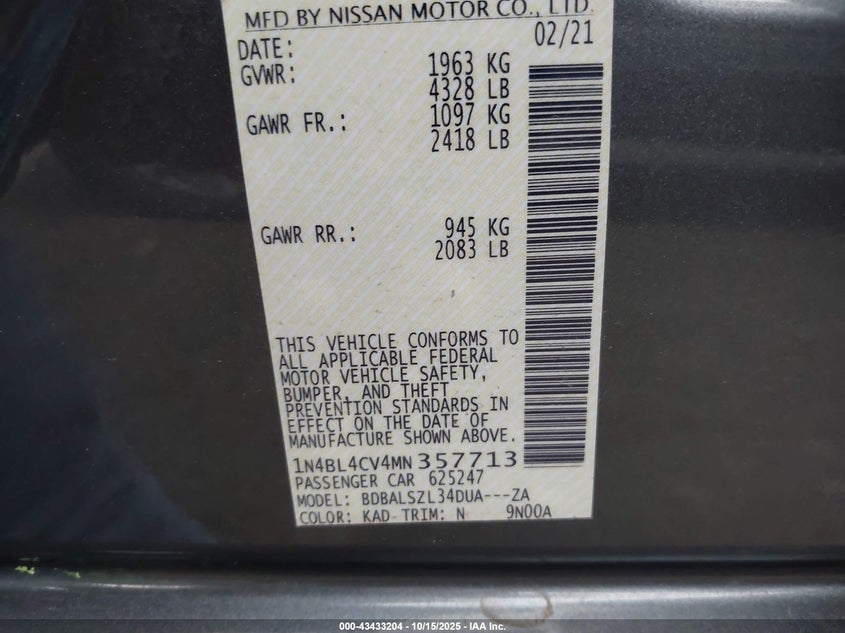 MFD BY NISSAN MOTOR CO., LTD.
DATE: 02/21
GVWR: 1963 KG
4328 LB
GAWR FR.: 1097 KG
2418 LB
GAWR RR.: 945 KG
2083 LB
THIS VEHICLE CONFORMS TO
ALL APPLICABLE FEDERAL
MOTOR VEHICLE SAFETY,
BUMPER, AND THEFT
PREVENTION STANDARDS IN
EFFECT ON THE DATE OF
MANUFACTURE SHOWN ABOVE.
1N4BL4CV4MN357713
PASSENGER CAR 625247
MODEL: BDBALSZL34DUA---ZA
COLOR: KAD TRIM: N 9N00A
000-43433204 - 10/15/2025 - IAA Inc.